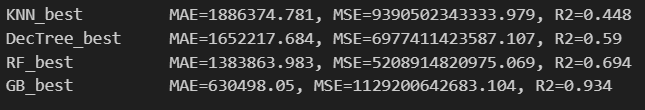 KNN_best MAE=1886374.781, MSE=9390502343333.979, R2=0.448
DecTree_best MAE=1652217.684, MSE=6977411423587.107, R2=0.59
RF_best MAE=1383863.983, MSE=5208914820975.069, R2=0.694
GB_best MAE=630498.05, MSE=1129200642683.104, R2=0.934